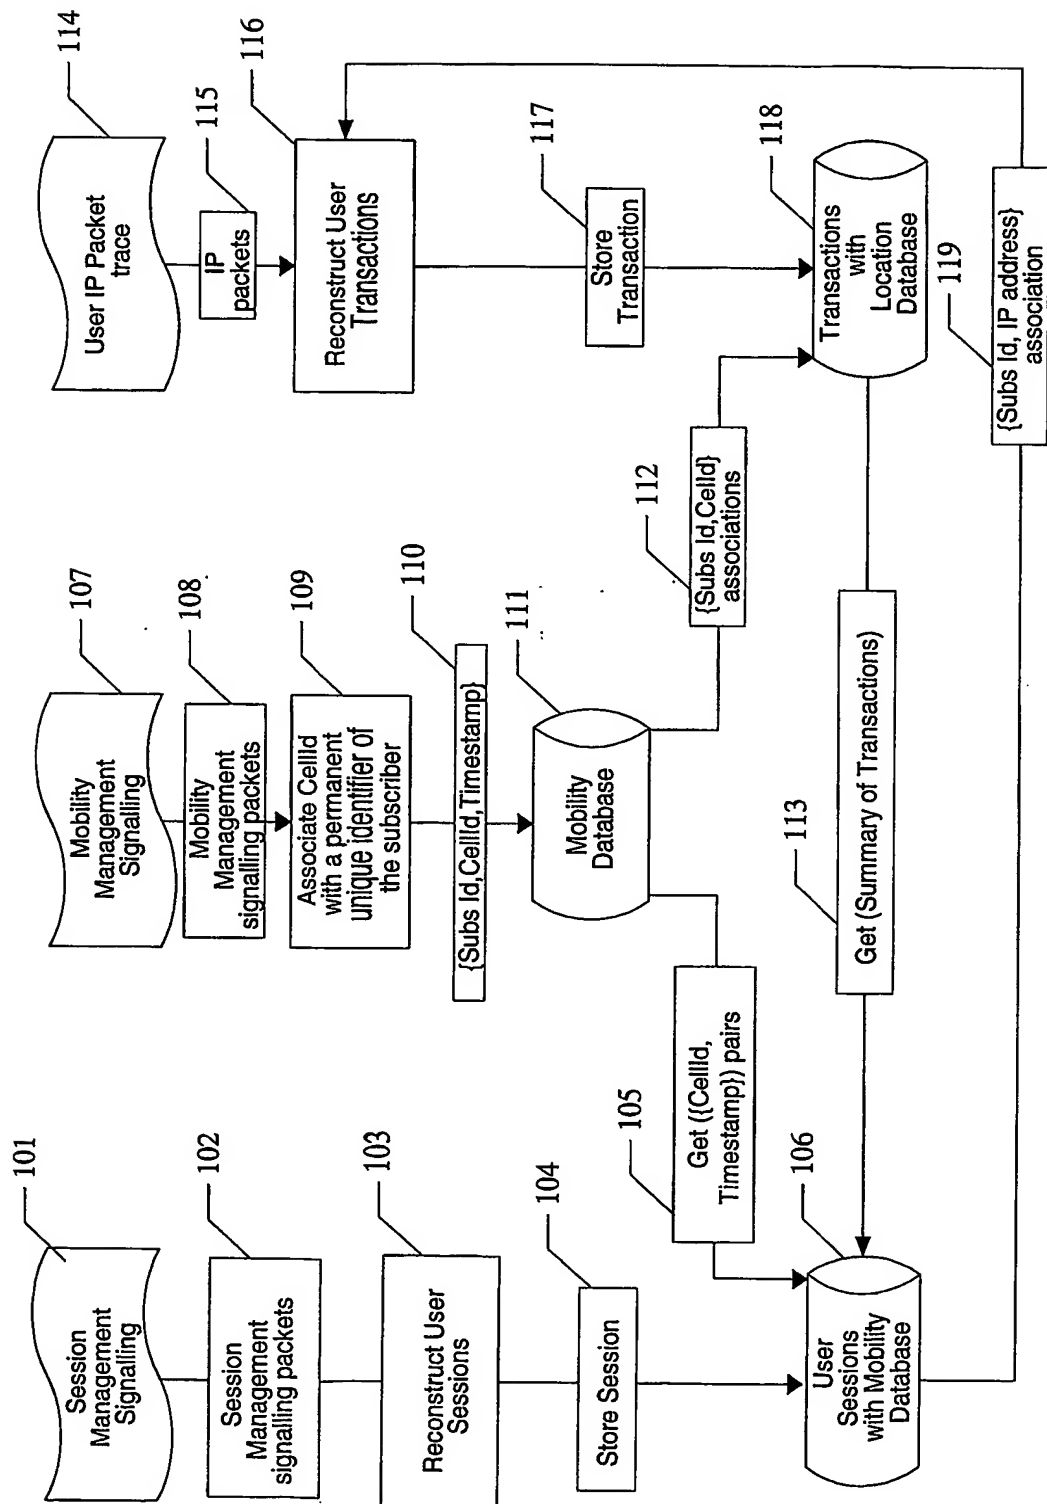 101
Session
Management
Signalling
102
Session
Management
signalling packets
103
Reconstruct User
Sessions
104
Store Session
105
Get ({CellId,
Timestamp}) pairs
106
User
Sessions
with Mobility
Database
107
Mobility
Management
Signalling
108
Mobility
Management
signalling packets
109
Associate CellId
with a permanent
unique identifier of
the subscriber
110
{Subs Id,CellId,Timestamp}
111
Mobility
Database
112
{Subs Id,CellId}
associations
113
Get (Summary of Transactions)
114
User IP Packet
trace
115
IP
packets
116
Reconstruct User
Transactions
117
Store
Transaction
118
Transactions
with
Location
Database
119
{Subs Id, IP address}
association